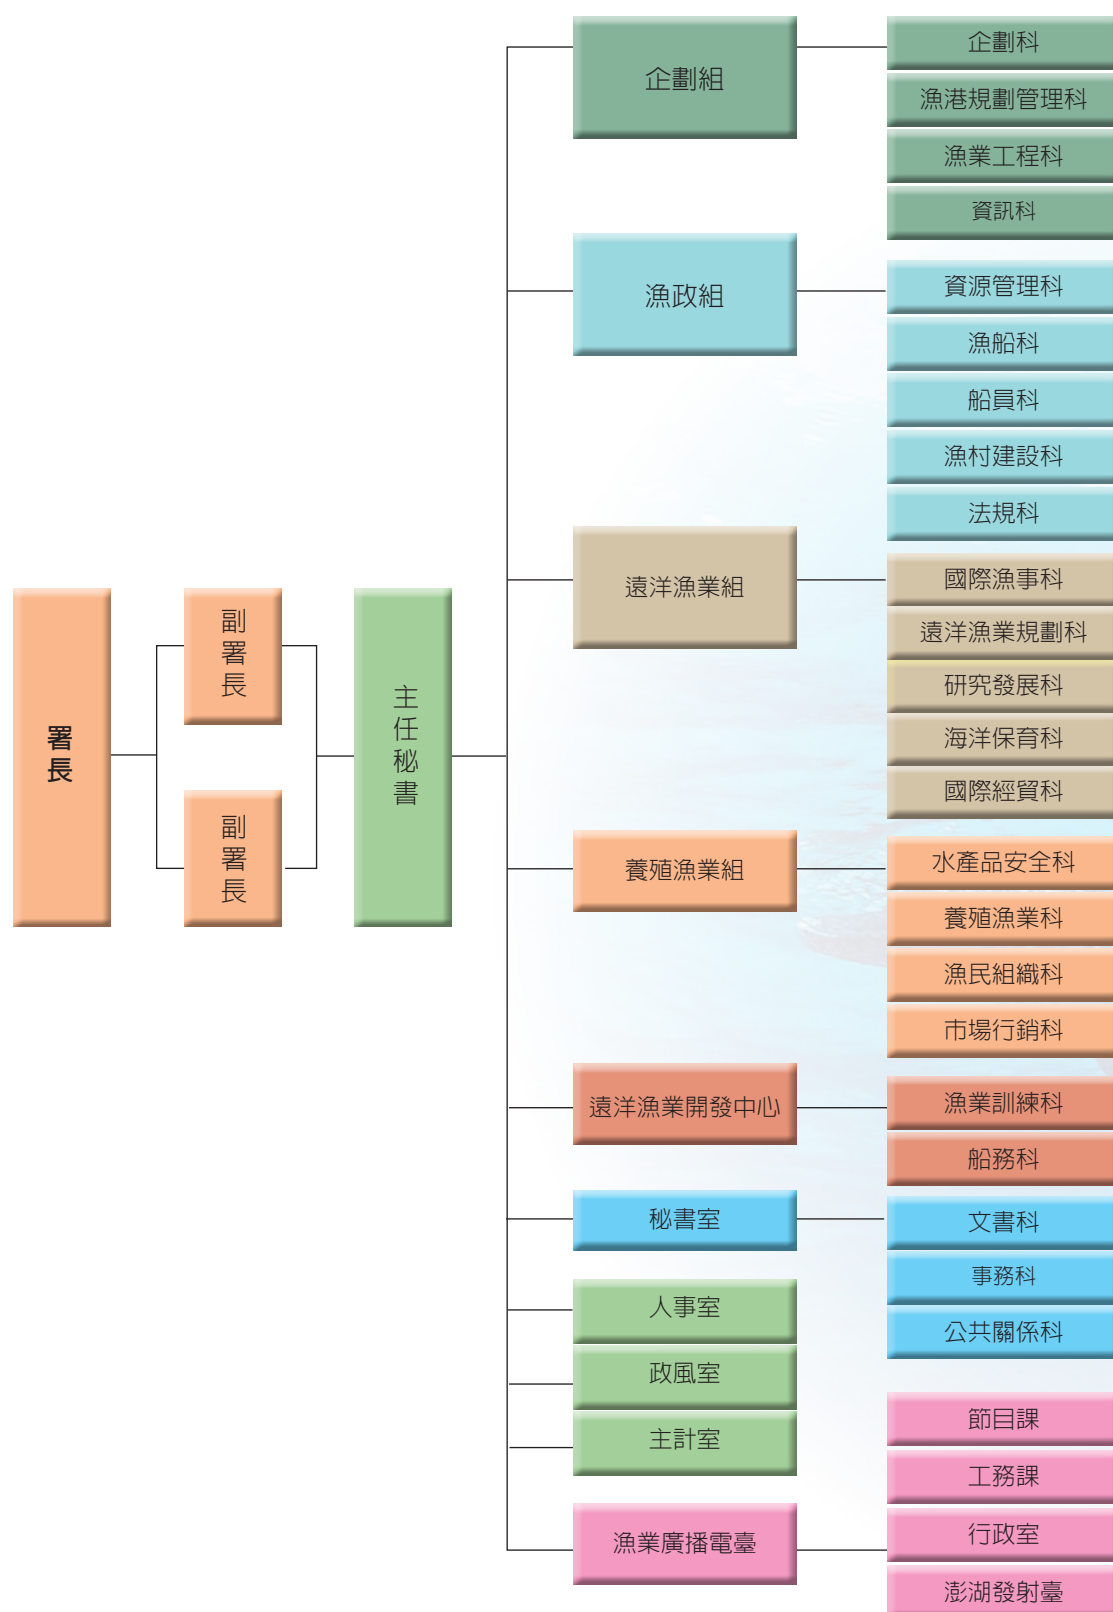 署長
副署長
副署長
主任秘書
企劃組
企劃科
漁港規劃管理科
漁業工程科
資訊科
漁政組
資源管理科
漁船科
船員科
漁村建設科
法規科
遠洋漁業組
國際漁事科
遠洋漁業規劃科
研究發展科
海洋保育科
國際經貿科
養殖漁業組
水產品安全科
養殖漁業科
漁民組織科
市場行銷科
遠洋漁業開發中心
漁業訓練科
船務科
秘書室
文書科
事務科
公共關係科
人事室
政風室
主計室
漁業廣播電臺
節目課
工務課
行政室
澎湖發射臺